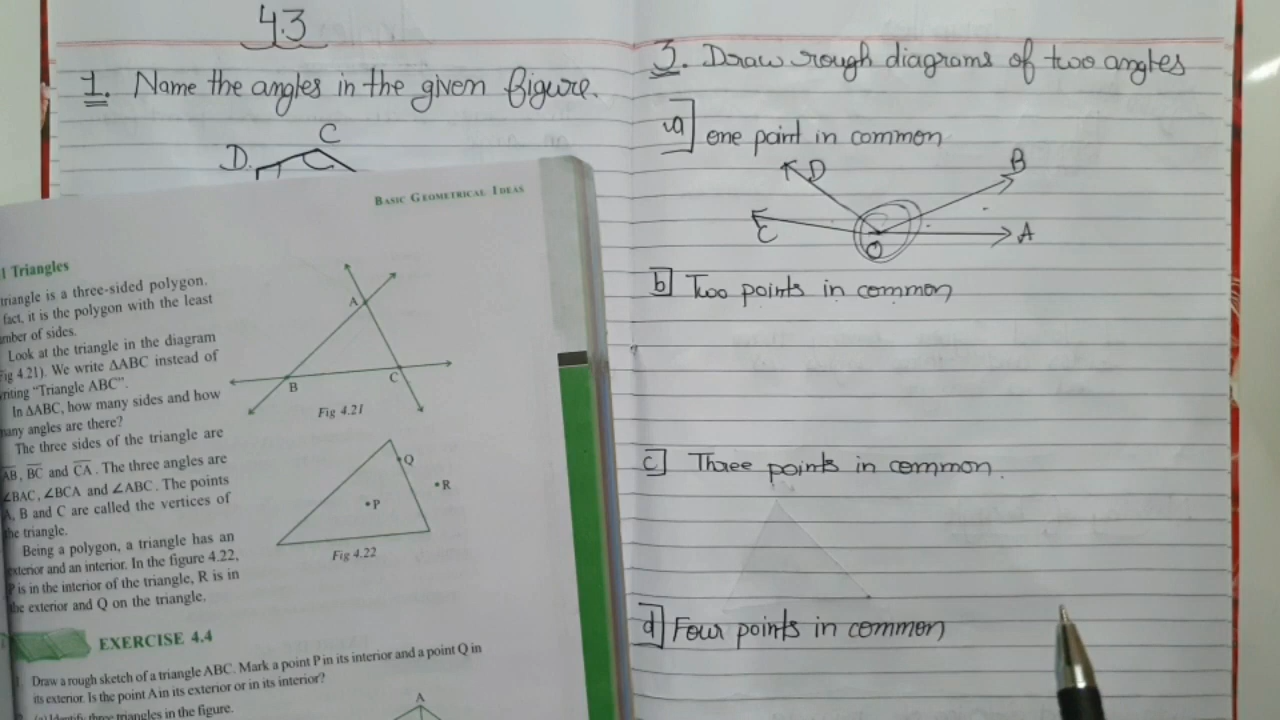 4.3
1. Name the angles in the given figure.
C
D
BASIC GEOMETRICAL IDEAS
Triangles
triangle is a three-sided polygon.
fact, it is the polygon with the least
of sides.
Look at the triangle in the diagram
4.21). We write ΔABC instead of
"Triangle ABC".
In ΔABC, how many sides and how
angles are there?
The three sides of the triangle are
AB, BC and CA. The three angles are
∠BAC, ∠BCA and ∠ABC. The points
A, B and C are called the vertices of
the triangle.
Being a polygon, a triangle has an
exterior and an interior. In the figure 4.22,
P is in the interior of the triangle, R is in
the exterior and Q on the triangle.
A
B
C
Fig 4.21
Q
R
P
Fig 4.22
EXERCISE 4.4
Draw a rough sketch of a triangle ABC. Mark a point P in its interior and a point Q in
its exterior. Is the point A in its exterior or in its interior?
(a) Identify three triangles in the figure.
A
3. Draw rough diagrams of two angles
a] one point in common
D
B
E
O
A
b] Two points in common
c] Three points in common.
d] Four points in common